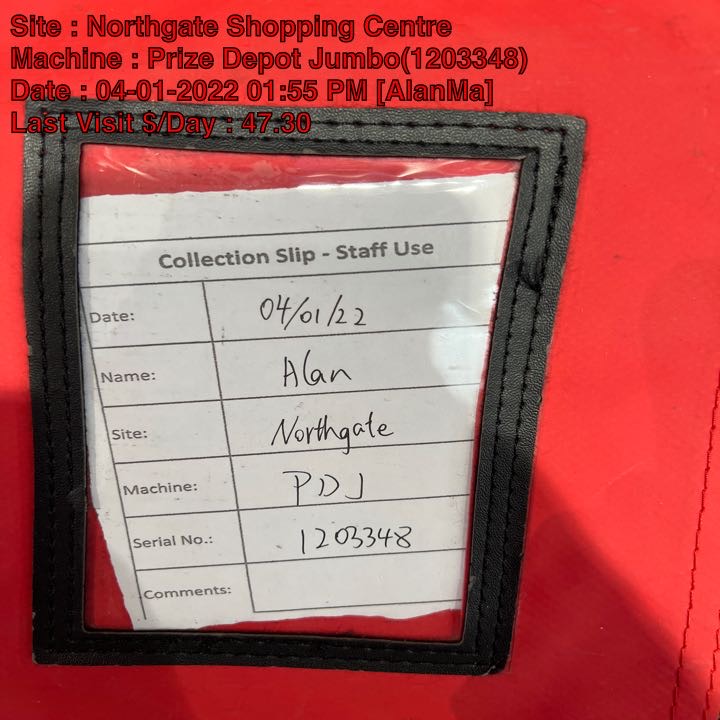 Site : Northgate Shopping Centre
Machine : Prize Depot Jumbo(1203348)
Date : 04-01-2022 01:55 PM [AlanMa]
Last Visit $/Day : 47.30
Collection Slip - Staff Use
Date: 04/01/22
Name: Alan
Site: Northgate
Machine: PDJ
Serial No.: 1203348
Comments: